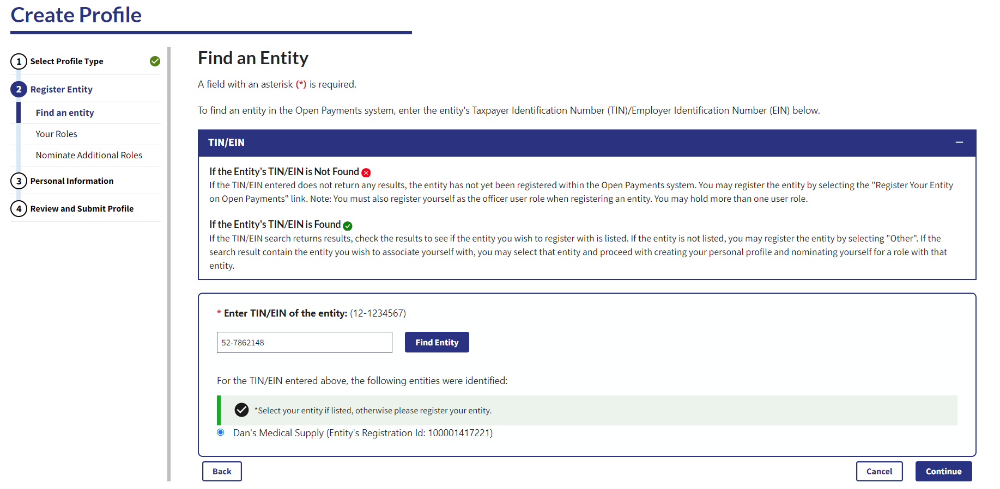 Create Profile
1 Select Profile Type
2 Register Entity
Find an entity
Your Roles
Nominate Additional Roles
3 Personal Information
4 Review and Submit Profile
Find an Entity
A field with an asterisk (*) is required.
To find an entity in the Open Payments system, enter the entity's Taxpayer Identification Number (TIN)/Employer Identification Number (EIN) below.
TIN/EIN
If the Entity's TIN/EIN is Not Found
If the TIN/EIN entered does not return any results, the entity has not yet been registered within the Open Payments system. You may register the entity by selecting the "Register Your Entity
on Open Payments" link. Note: You must also register yourself as the officer user role when registering an entity. You may hold more than one user role.
If the Entity's TIN/EIN is Found
If the TIN/EIN search returns results, check the results to see if the entity you wish to register with is listed. If the entity is not listed, you may register the entity by selecting "Other". If the
search result contain the entity you wish to associate yourself with, you may select that entity and proceed with creating your personal profile and nominating yourself for a role with that
entity.
* Enter TIN/EIN of the entity: (12-1234567)
52-7862148
Find Entity
For the TIN/EIN entered above, the following entities were identified:
*Select your entity if listed, otherwise please register your entity.
Dan's Medical Supply (Entity's Registration Id: 100001417221)
Back
Cancel
Continue